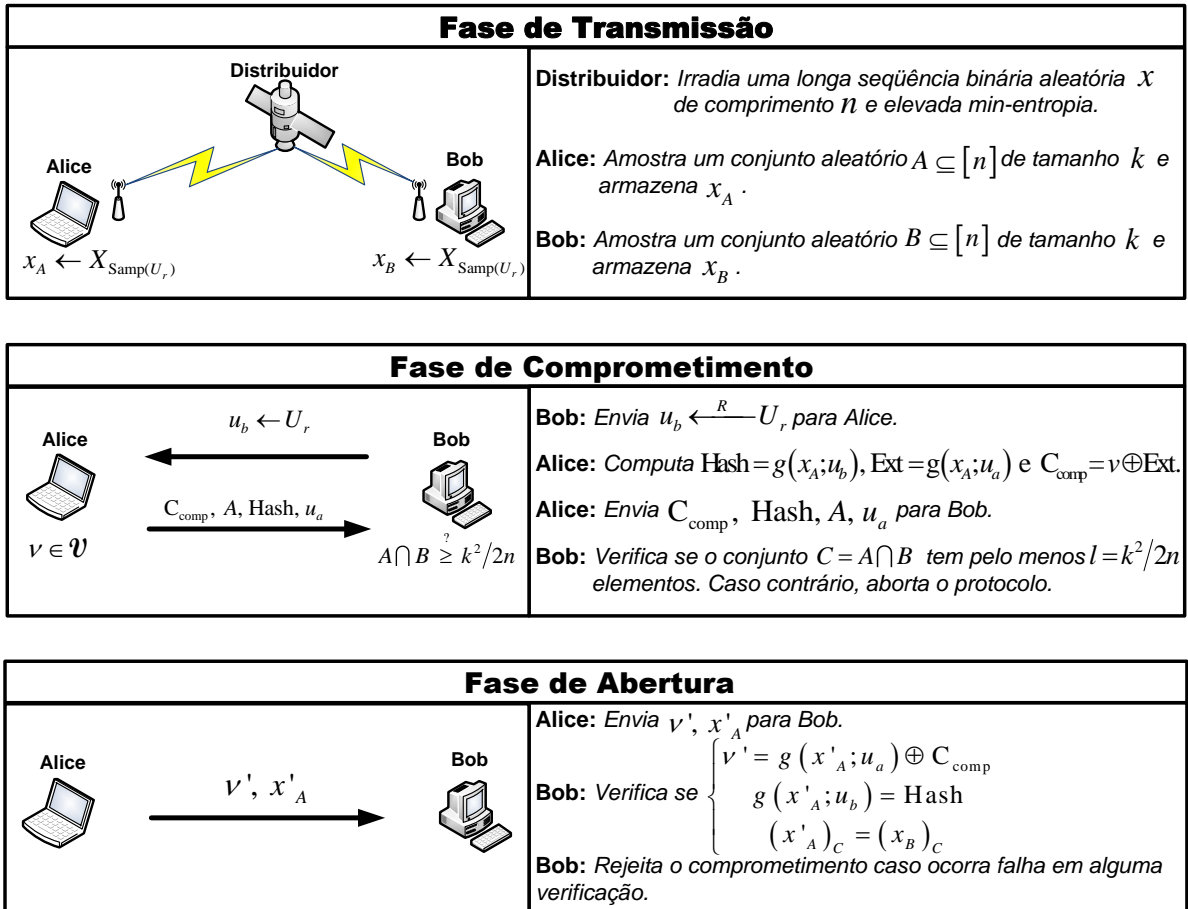 Fase de Transmissão
Distribuidor
Alice
Bob
x_A ← X_Samp(U_r)
x_B ← X_Samp(U_r)
Distribuidor: Irradia uma longa seqüência binária aleatória x
de comprimento n e elevada min-entropia.
Alice: Amostra um conjunto aleatório A ⊆ [n] de tamanho k e
armazena x_A .
Bob: Amostra um conjunto aleatório B ⊆ [n] de tamanho k e
armazena x_B .
Fase de Comprometimento
Alice
Bob
u_b ← U_r
C_comp, A, Hash, u_a
ν ∈ 𝒱
A ⋂ B ≥^? k²/2n
Bob: Envia u_b ←^R U_r para Alice.
Alice: Computa Hash = g(x_A;u_b), Ext = g(x_A;u_a) e C_comp = ν ⊕ Ext.
Alice: Envia C_comp, Hash, A, u_a para Bob.
Bob: Verifica se o conjunto C = A ⋂ B tem pelo menos l = k²/2n
elementos. Caso contrário, aborta o protocolo.
Fase de Abertura
Alice
Bob
ν', x'_A
Alice: Envia ν', x'_A para Bob.
Bob: Verifica se { ν' = g(x'_A;u_a) ⊕ C_comp
g(x'_A;u_b) = Hash
(x'_A)_C = (x_B)_C
Bob: Rejeita o comprometimento caso ocorra falha em alguma
verificação.